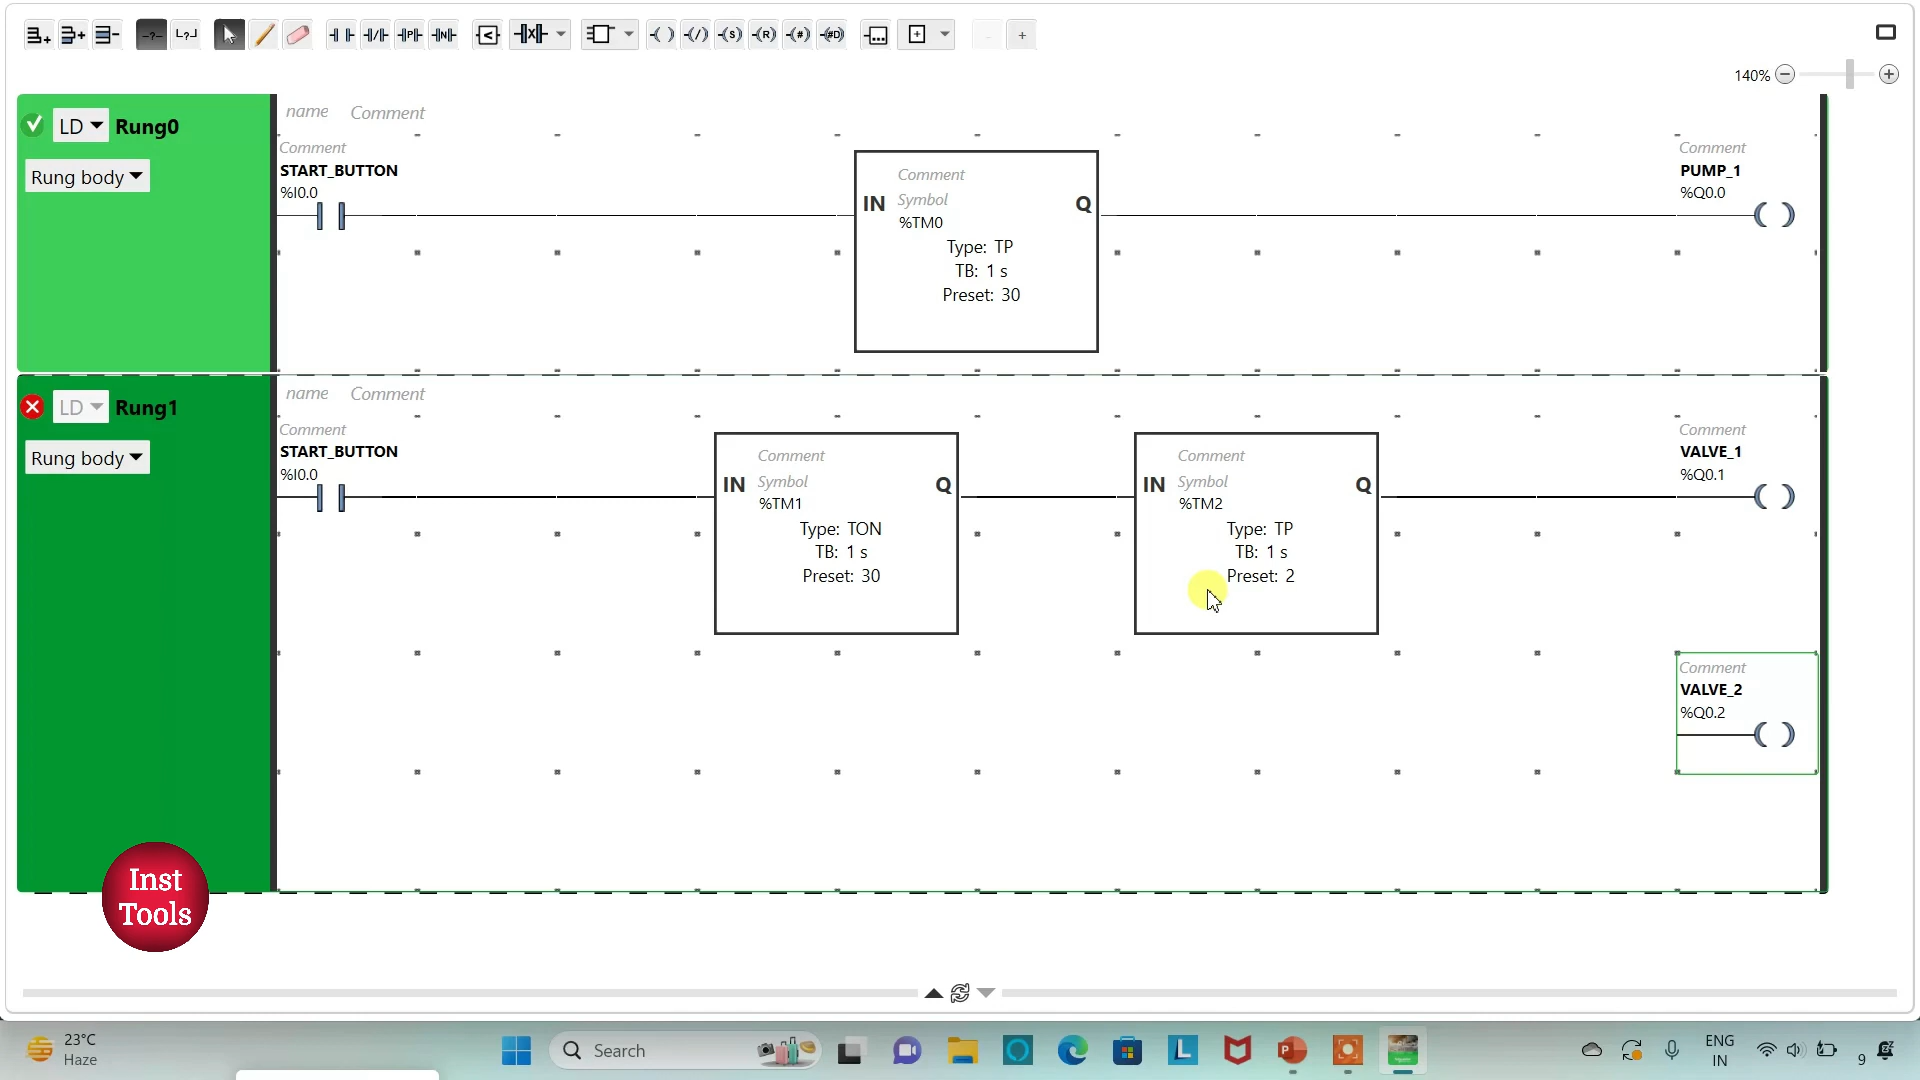 140%
LD Rung0
name Comment
Rung body
Comment
START_BUTTON
%I0.0
IN
Comment
Symbol
%TM0
Q
Type: TP
TB: 1 s
Preset: 30
Comment
PUMP_1
%Q0.0
LD Rung1
name Comment
Rung body
Comment
START_BUTTON
%I0.0
IN
Comment
Symbol
%TM1
Q
Type: TON
TB: 1 s
Preset: 30
IN
Comment
Symbol
%TM2
Q
Type: TP
TB: 1 s
Preset: 2
Comment
VALVE_1
%Q0.1
Comment
VALVE_2
%Q0.2
Inst
Tools
23°C
Haze
Search
ENG
IN
9